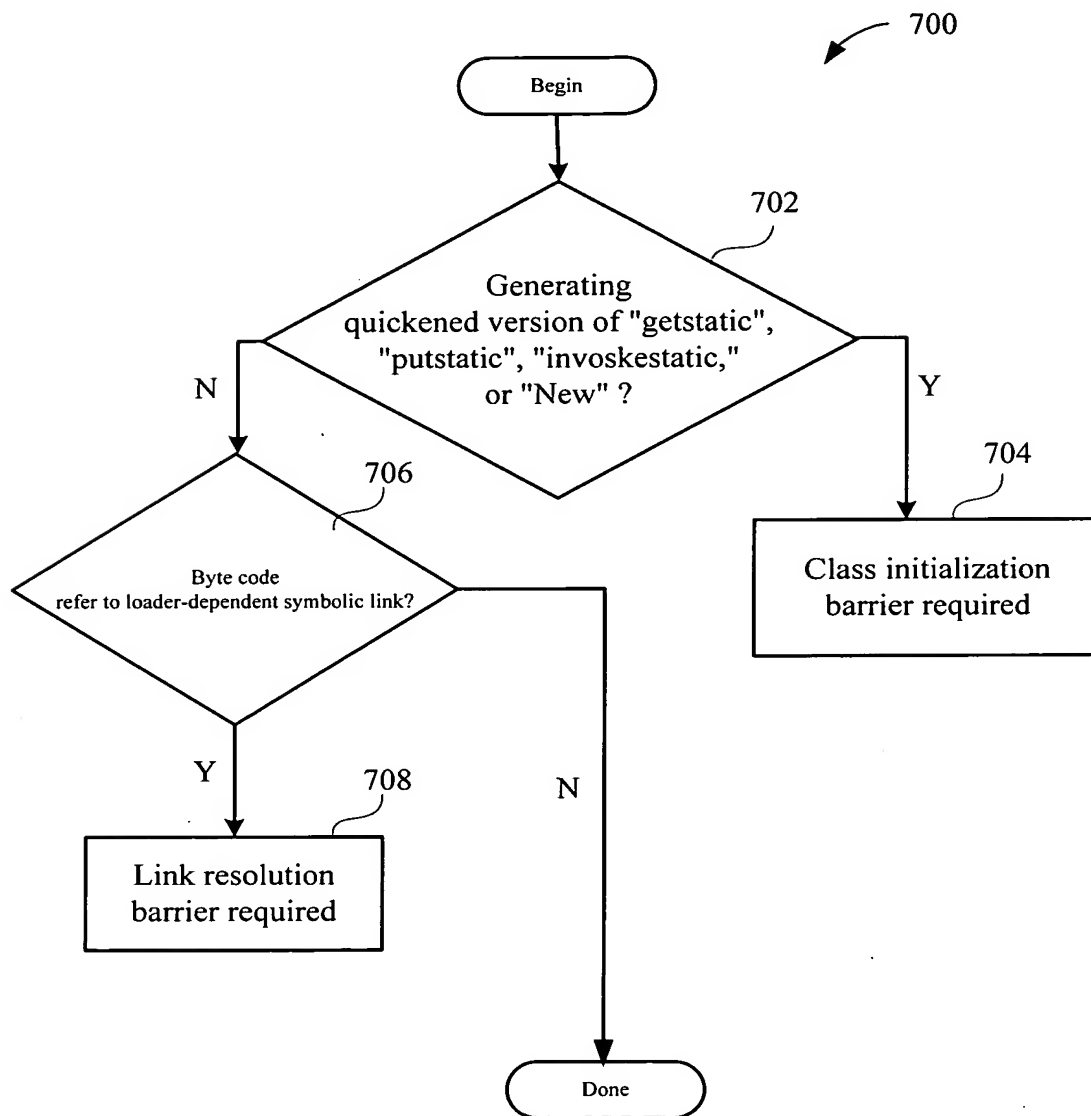 700
Begin
702
Generating
quickened version of "getstatic",
"putstatic", "invoskestatic,"
or "New" ?
N
Y
706
704
Byte code
refer to loader-dependent symbolic link?
Class initialization
barrier required
Y
N
708
Link resolution
barrier required
Done